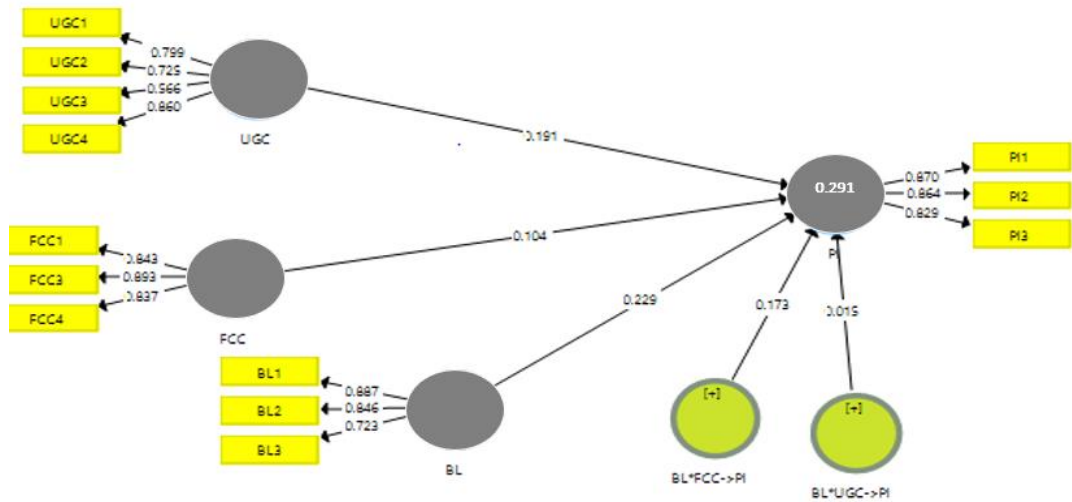 UGC1
0.799
UGC2
0.725
UGC3
0.566
UGC4
0.860
UGC
0.191
0.291
PI
PI1
0.870
PI2
0.864
PI3
0.829
FCC1
0.843
FCC3
0.893
FCC4
0.837
FCC
0.104
0.229
0.173
0.015
BL1
0.887
BL2
0.846
BL3
0.723
BL
[+]
BL*FCC->PI
[+]
BL*UGC->PI